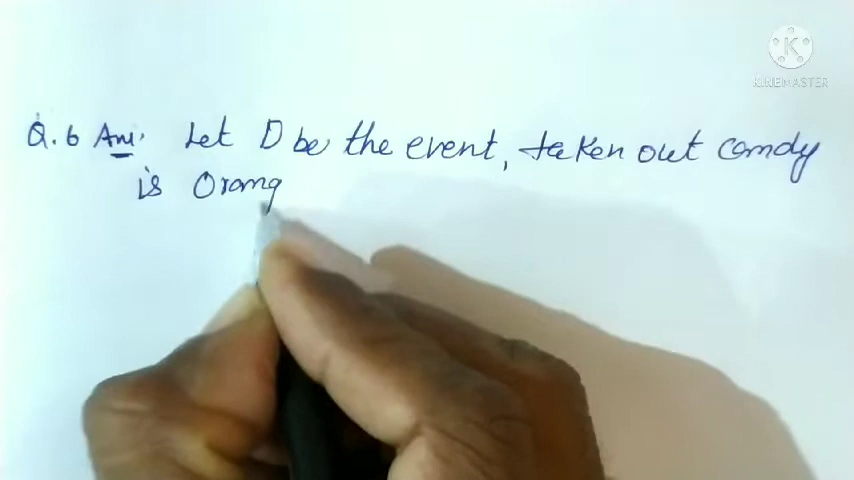 KINEMASTER
Q.6 Ans. Let D be the event, taken out candy
is Orang